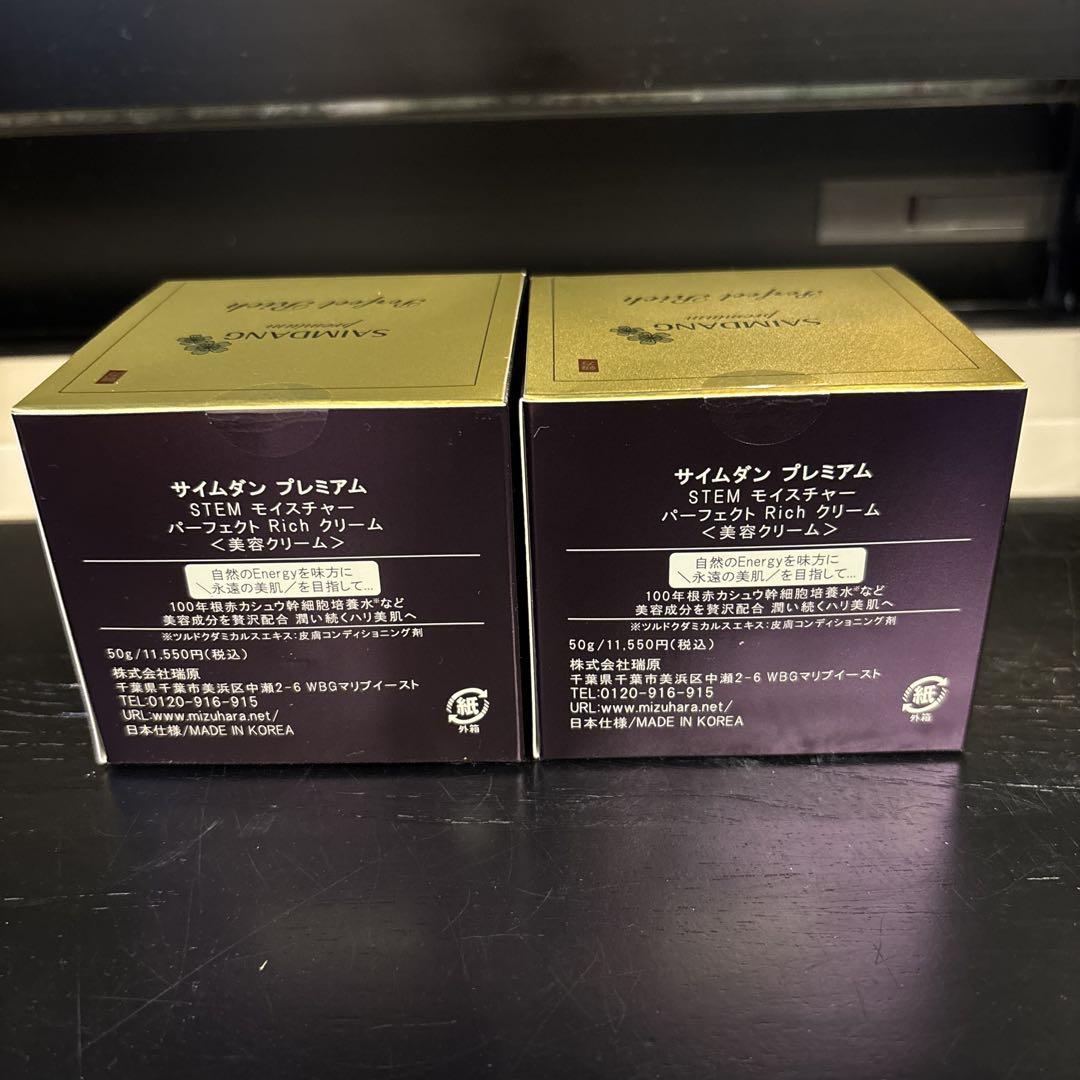 Perfect Rich
premium
SAIMDANG
サイムダン プレミアム
STEM モイスチャー
パーフェクト Rich クリーム
＜美容クリーム＞
自然のEnergyを味方に
＼永遠の美肌／を目指して…
100年根赤カシュウ幹細胞培養水※など
美容成分を贅沢配合 潤い続くハリ美肌へ
※ツルドクダミカルスエキス：皮膚コンディショニング剤
50g/11,550円(税込)
株式会社瑞原
千葉県千葉市美浜区中瀬2-6 WBGマリブイースト
TEL:0120-916-915
URL:www.mizuhara.net/
日本仕様/MADE IN KOREA
紙
外箱
Perfect Rich
premium
SAIMDANG
サイムダン プレミアム
STEM モイスチャー
パーフェクト Rich クリーム
＜美容クリーム＞
自然のEnergyを味方に
＼永遠の美肌／を目指して…
100年根赤カシュウ幹細胞培養水※など
美容成分を贅沢配合 潤い続くハリ美肌へ
※ツルドクダミカルスエキス：皮膚コンディショニング剤
50g/11,550円(税込)
株式会社瑞原
千葉県千葉市美浜区中瀬2-6 WBGマリブイースト
TEL:0120-916-915
URL:www.mizuhara.net/
日本仕様/MADE IN KOREA
紙
外箱